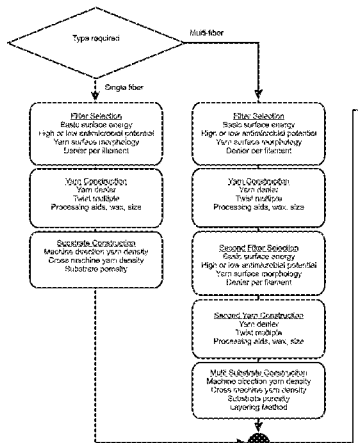 Type required
Multi-fiber
Single fiber
Filter Selection
Basic surface energy
High or low antimicrobial potential
Yarn surface morphology
Denier per filament
Yarn Construction
Yarn denier
Twist multiple
Processing aids, wax, size
Substrate Construction
Machine direction yarn density
Cross machine yarn density
Substrate porosity
Filter Selection
Basic surface energy
High or low antimicrobial potential
Yarn surface morphology
Denier per filament
Yarn Construction
Yarn denier
Twist multiple
Processing aids, wax, size
Second Filter Selection
Basic surface energy
High or low antimicrobial potential
Yarn surface morphology
Denier per filament
Second Yarn Construction
Yarn denier
Twist multiple
Processing aids, wax, size
Multi Substrate Construction
Machine direction yarn density
Cross machine yarn density
Substrate porosity
Layering Method